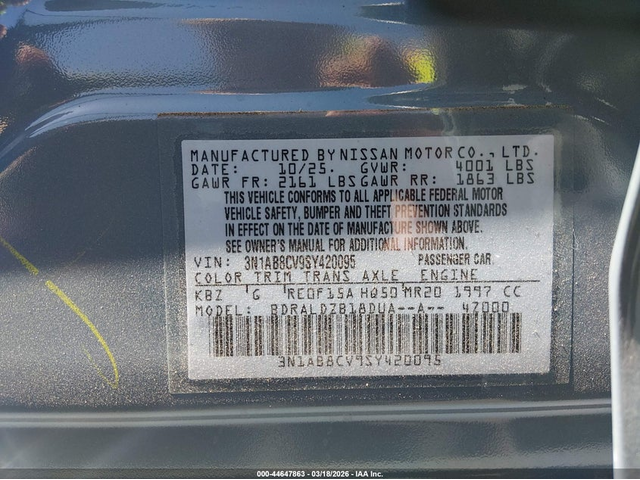 MANUFACTURED BY NISSAN MOTOR CO., LTD.
DATE: 10/25. GVWR: 4001 LBS
GAWR FR: 2161 LBS GAWR RR: 1863 LBS
THIS VEHICLE CONFORMS TO ALL APPLICABLE FEDERAL MOTOR
VEHICLE SAFETY, BUMPER AND THEFT PREVENTION STANDARDS
IN EFFECT ON THE DATE OF MANUFACTURE SHOWN ABOVE.
SEE OWNER'S MANUAL FOR ADDITIONAL INFORMATION.
VIN: 3N1AB8CV9SY420095 PASSENGER CAR.
COLOR TRIM TRANS AXLE ENGINE
KBZ G RE0F15A HQ50 MR20 1997 CC
MODEL: BDRALDZB18DUA--A-- 47000
3N1AB8CV9SY420095
000-44647863 - 03/18/2026 - IAA Inc.